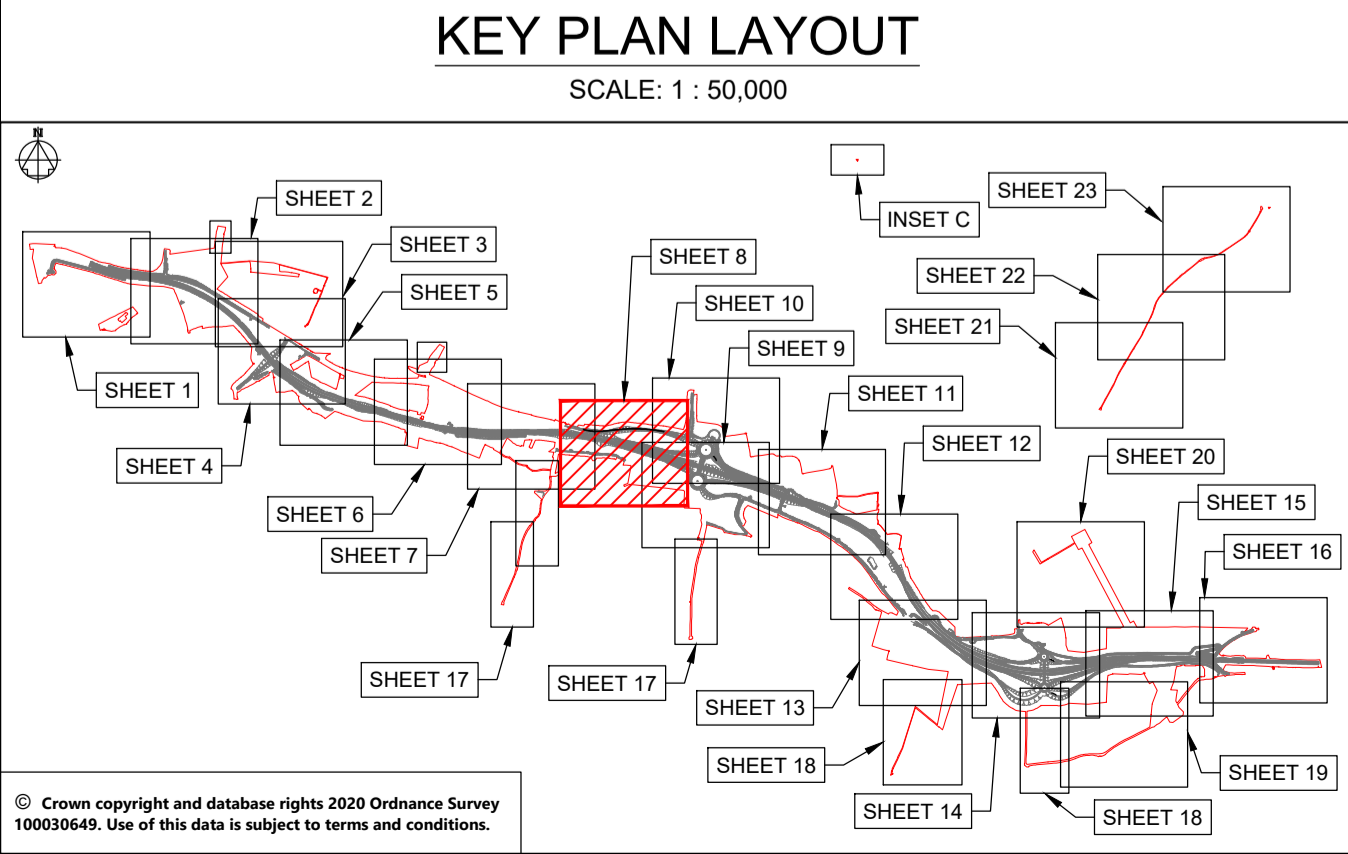 KEY PLAN LAYOUT
SCALE: 1 : 50,000
N
SHEET 2
SHEET 3
SHEET 5
SHEET 8
SHEET 10
SHEET 9
INSET C
SHEET 23
SHEET 22
SHEET 21
SHEET 1
SHEET 4
SHEET 6
SHEET 7
SHEET 11
SHEET 12
SHEET 20
SHEET 15
SHEET 16
SHEET 17
SHEET 17
SHEET 13
SHEET 18
SHEET 14
SHEET 18
SHEET 19
© Crown copyright and database rights 2020 Ordnance Survey
100030649. Use of this data is subject to terms and conditions.